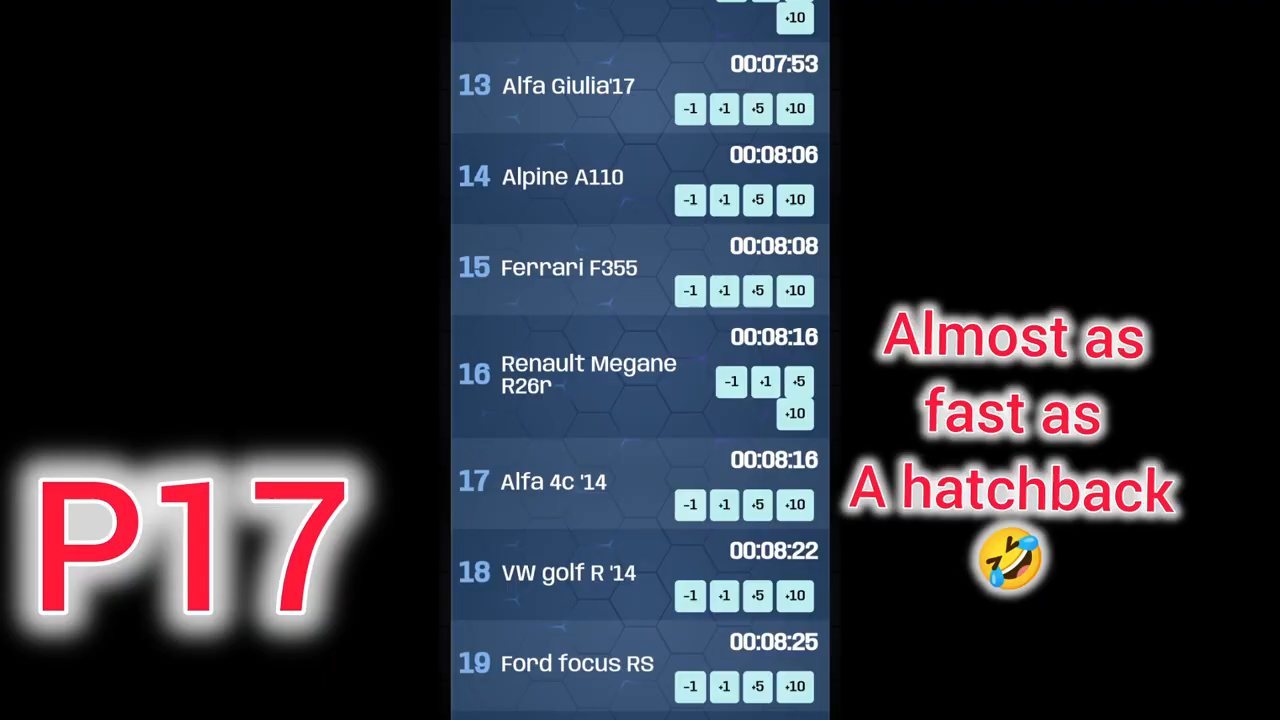 +10
00:07:53
13 Alfa Giulia'17
-1 +1 +5 +10
00:08:06
14 Alpine A110
-1 +1 +5 +10
00:08:08
15 Ferrari F355
-1 +1 +5 +10
00:08:16
16 Renault Megane
R26r
-1 +1 +5
+10
00:08:16
17 Alfa 4c '14
-1 +1 +5 +10
00:08:22
18 VW golf R '14
-1 +1 +5 +10
00:08:25
19 Ford focus RS
-1 +1 +5 +10
P17
Almost as
fast as
A hatchback